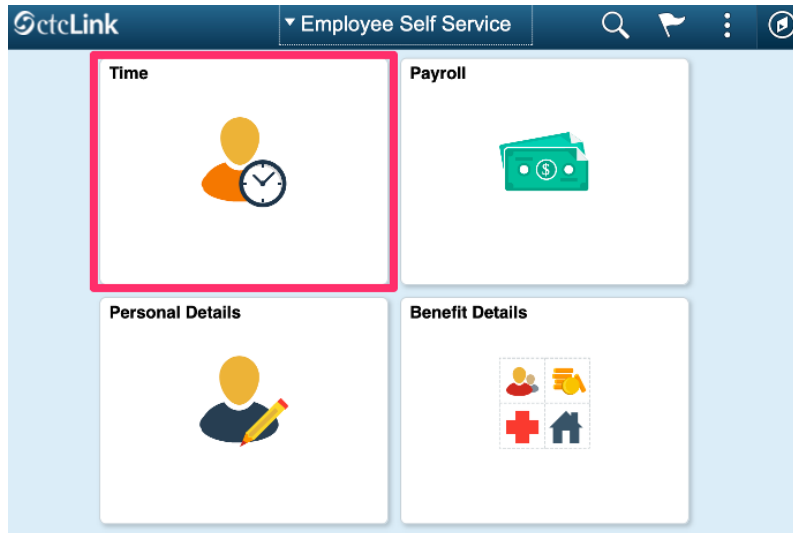 ctcLink
Employee Self Service
Time
Payroll
$
Personal Details
Benefit Details